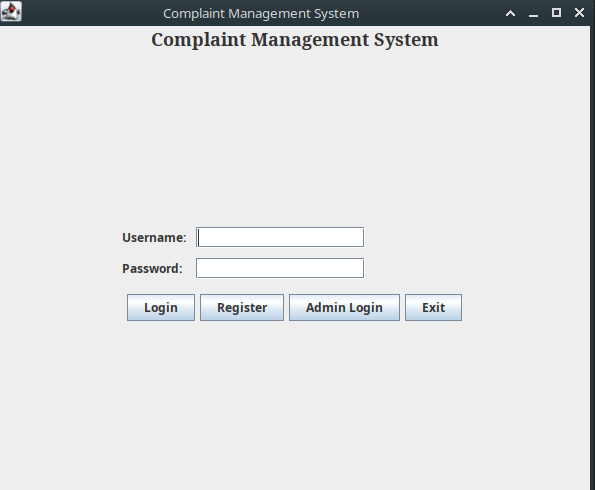 Complaint Management System
Complaint Management System
Username:
Password:
Login Register Admin Login Exit